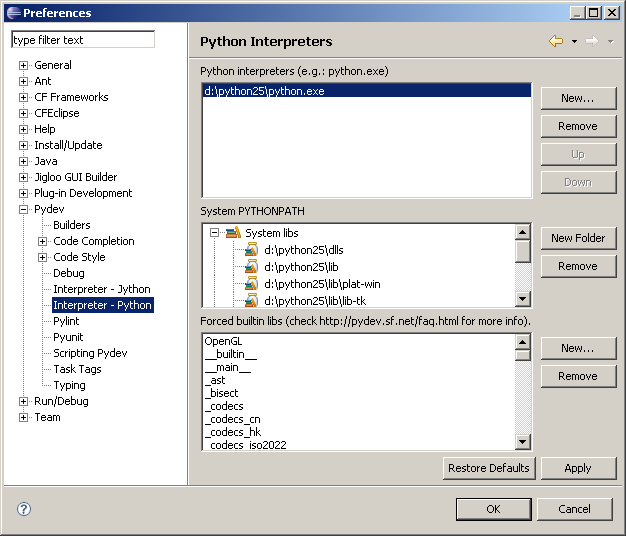 Preferences
type filter text
General
Ant
CF Frameworks
CFEclipse
Help
Install/Update
Java
Jigloo GUI Builder
Plug-in Development
Pydev
Builders
Code Completion
Code Style
Debug
Interpreter - Jython
Interpreter - Python
Pylint
Pyunit
Scripting Pydev
Task Tags
Typing
Run/Debug
Team
Python Interpreters
Python interpreters (e.g.: python.exe)
d:\python25\python.exe
New...
Remove
Up
Down
System PYTHONPATH
System libs
d:\python25\dlls
d:\python25\lib
d:\python25\lib\plat-win
d:\python25\lib\lib-tk
New Folder
Remove
Forced builtin libs (check http://pydev.sf.net/faq.html for more info).
OpenGL
__builtin__
__main__
_ast
_bisect
_codecs
_codecs_cn
_codecs_hk
_codecs_iso2022
New...
Remove
Restore Defaults
Apply
?
OK
Cancel